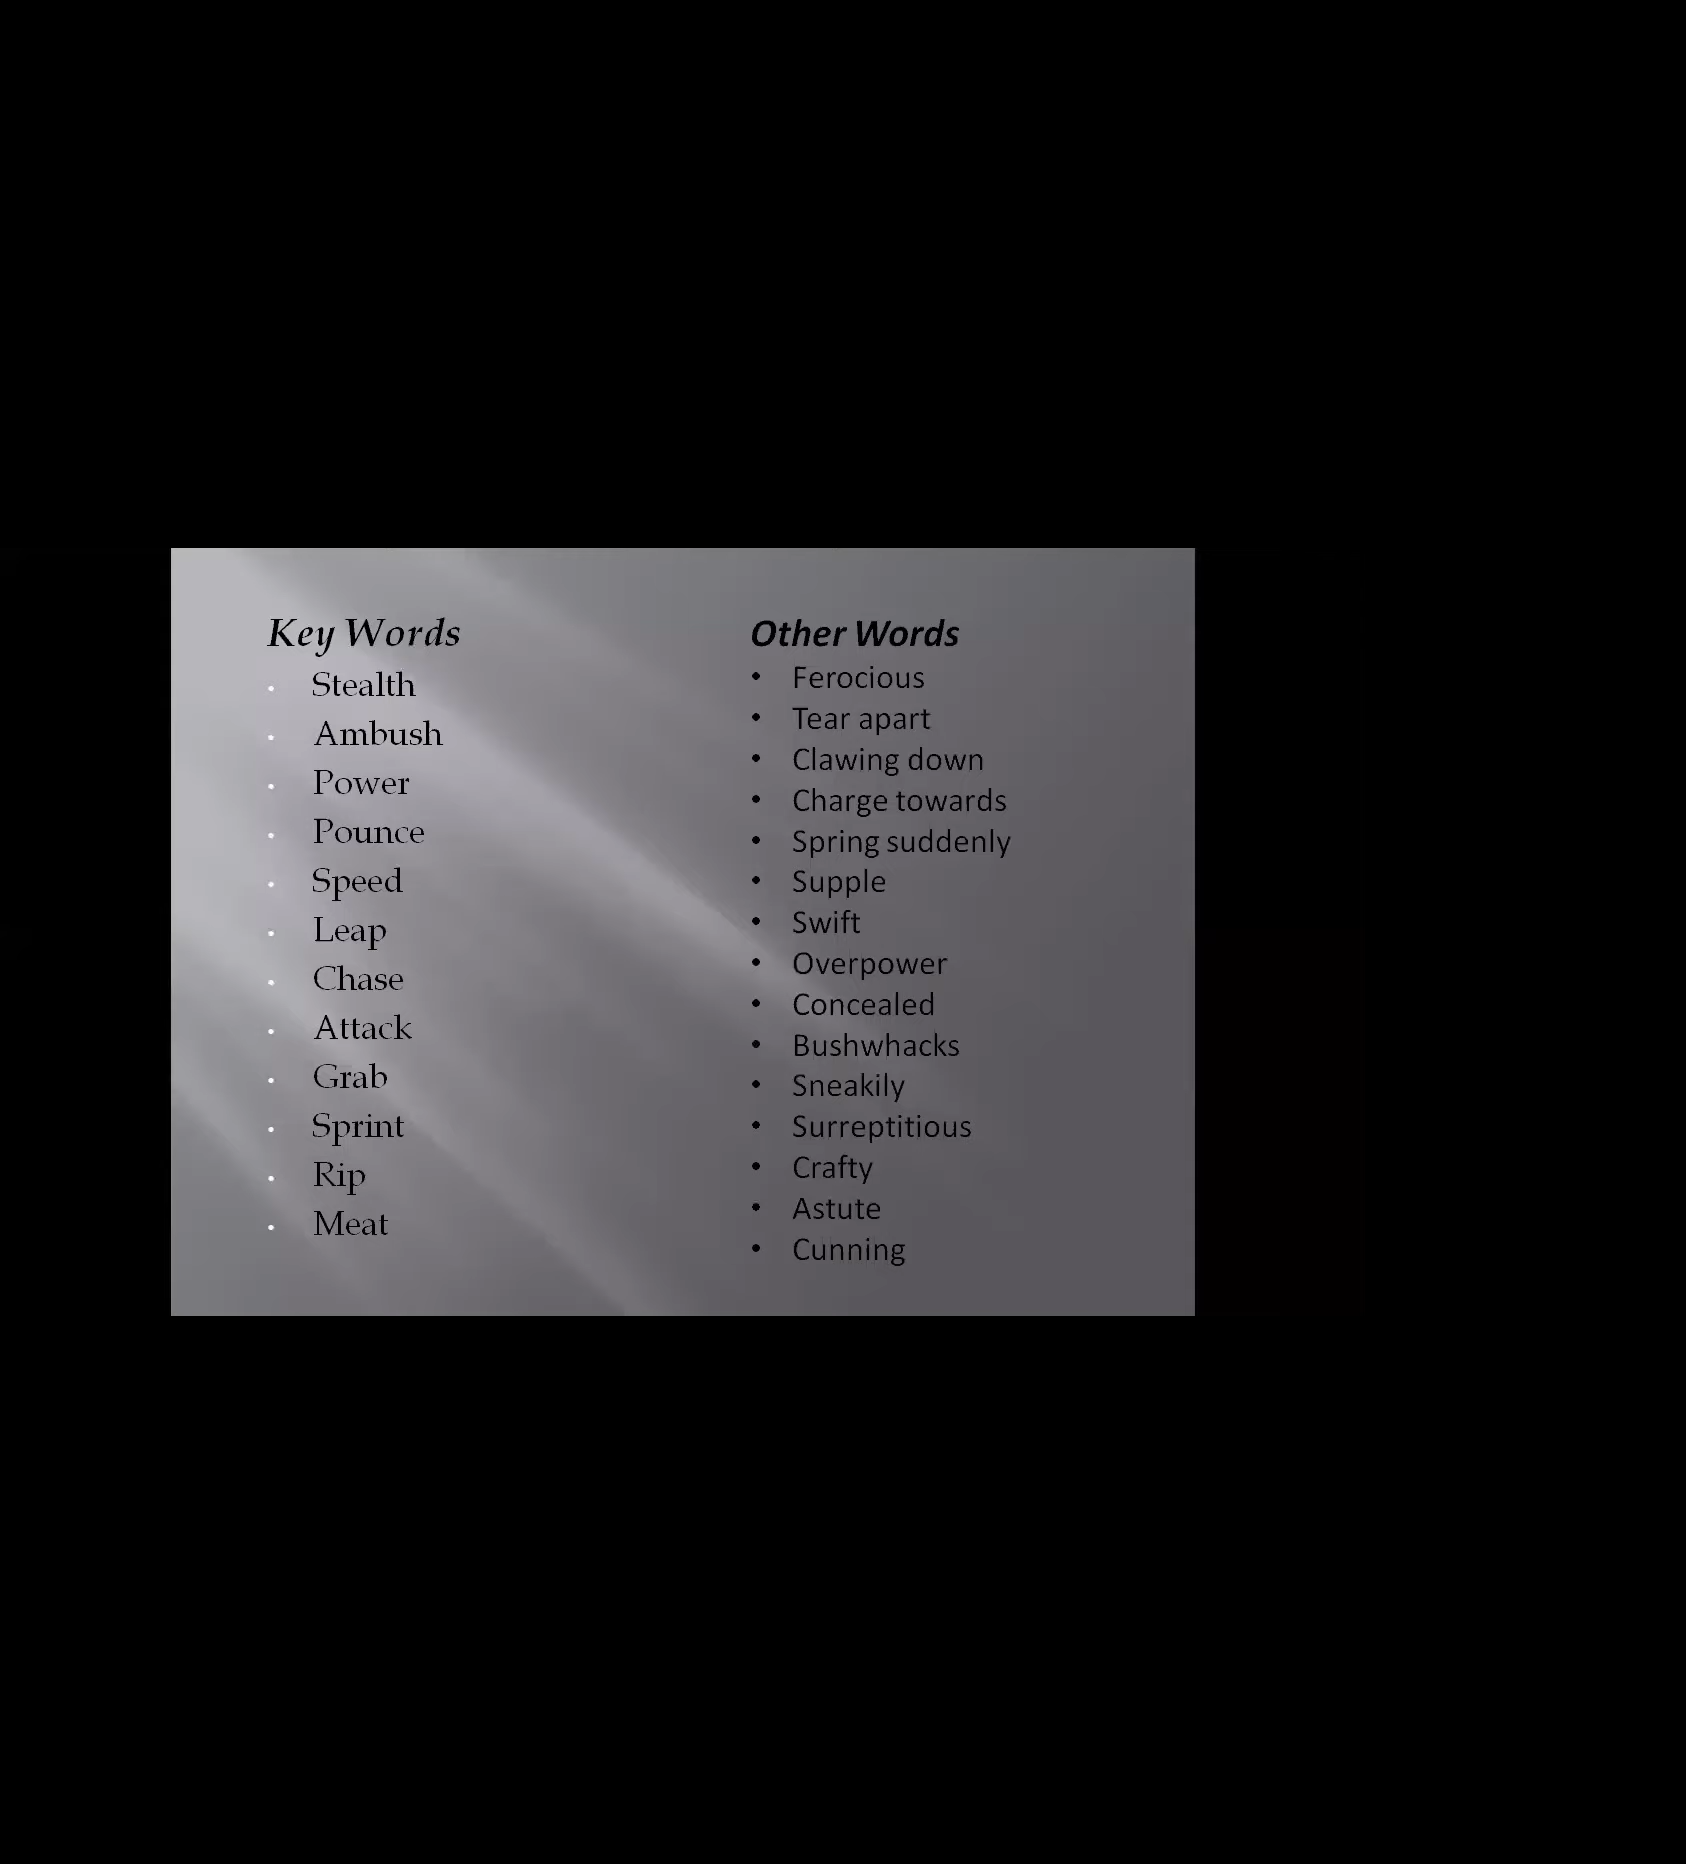 Key Words
• Stealth
• Ambush
• Power
• Pounce
• Speed
• Leap
• Chase
• Attack
• Grab
• Sprint
• Rip
• Meat
Other Words
• Ferocious
• Tear apart
• Clawing down
• Charge towards
• Spring suddenly
• Supple
• Swift
• Overpower
• Concealed
• Bushwhacks
• Sneakily
• Surreptitious
• Crafty
• Astute
• Cunning